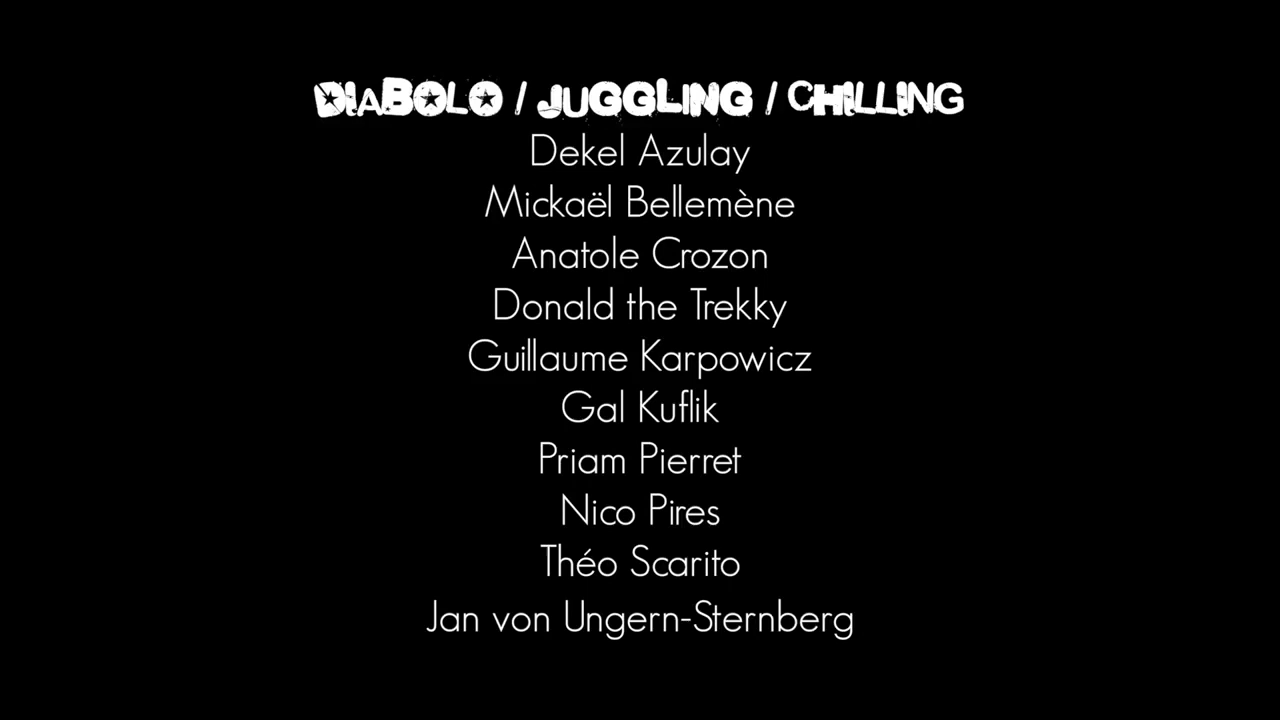 DIABOLO / JUGGLING / CHILLING
Dekel Azulay
Mickaël Bellemène
Anatole Crozon
Donald the Trekky
Guillaume Karpowicz
Gal Kuflik
Priam Pierret
Nico Pires
Théo Scarito
Jan von Ungern-Sternberg